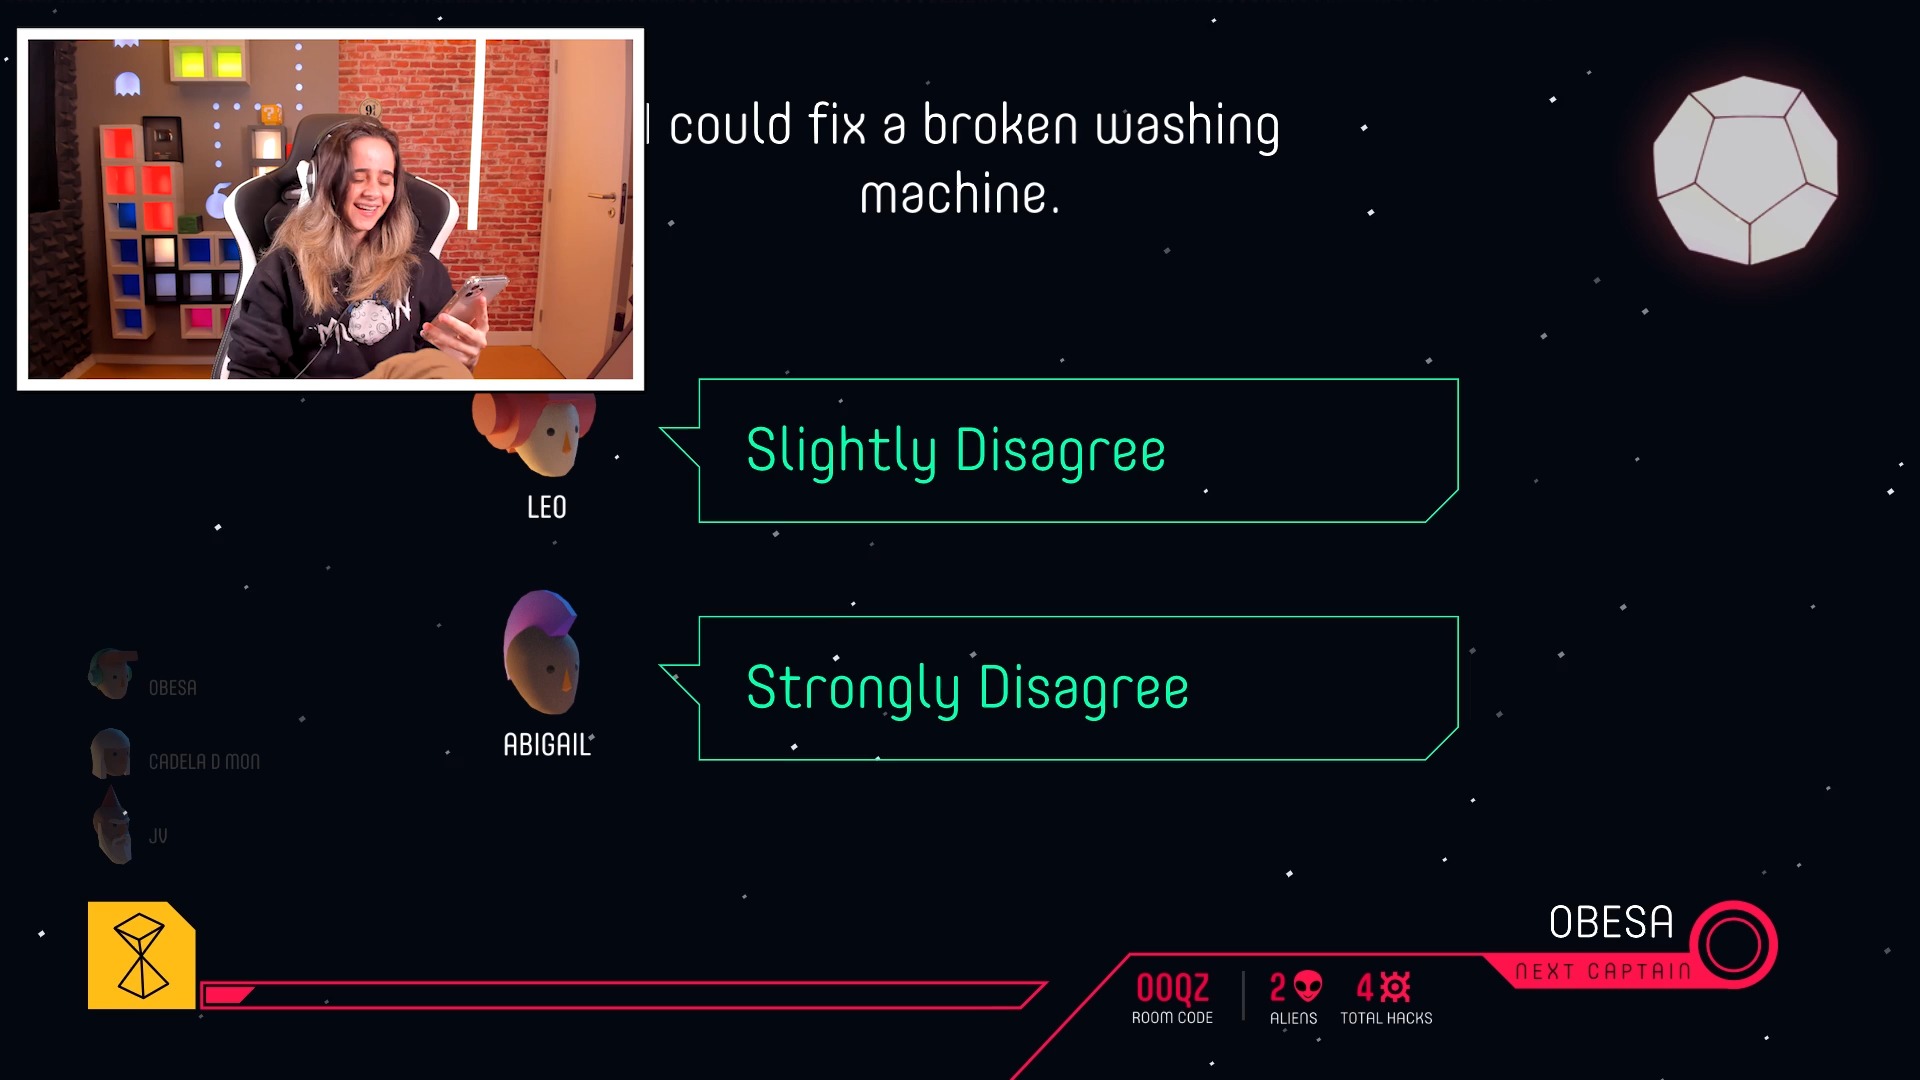 I could fix a broken washing
machine.
MOON
Slightly Disagree
LEO
Strongly Disagree
ABIGAIL
OBESA
CADELA D MON
JV
OBESA
NEXT CAPTAIN
OOQZ
ROOM CODE
2
ALIENS
4
TOTAL HACKS